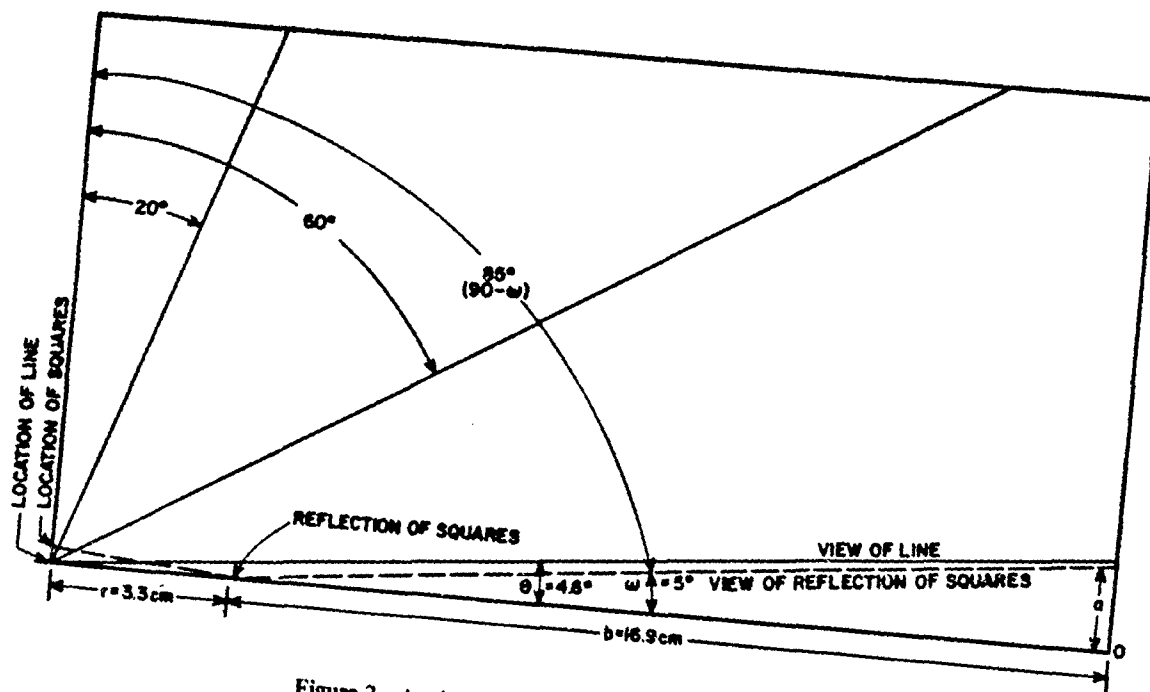 20°
60°
85°
(90-ω)
LOCATION OF LINE
LOCATION OF SQUARES
REFLECTION OF SQUARES
VIEW OF LINE
θ =4.6° ω =5° VIEW OF REFLECTION OF SQUARES
r=3.3cm
b=16.9cm
a
O
Figure 2